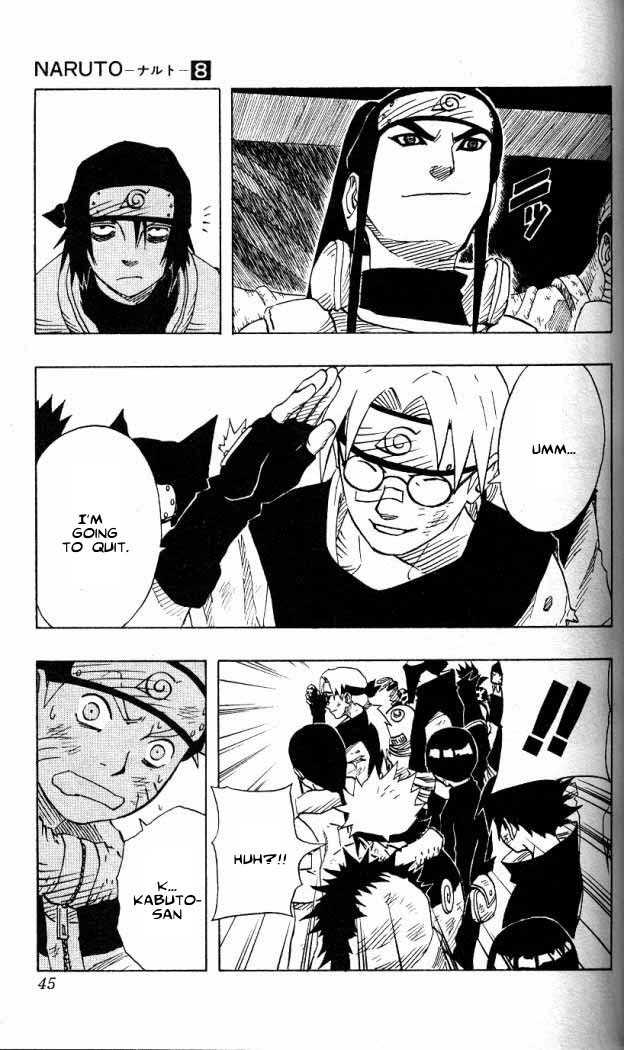 NARUTO—ナルト—8
ニッ
UMM...
I'M
GOING
TO QUIT.
!!
HUH?!!
K...
KABUTO-
SAN
45